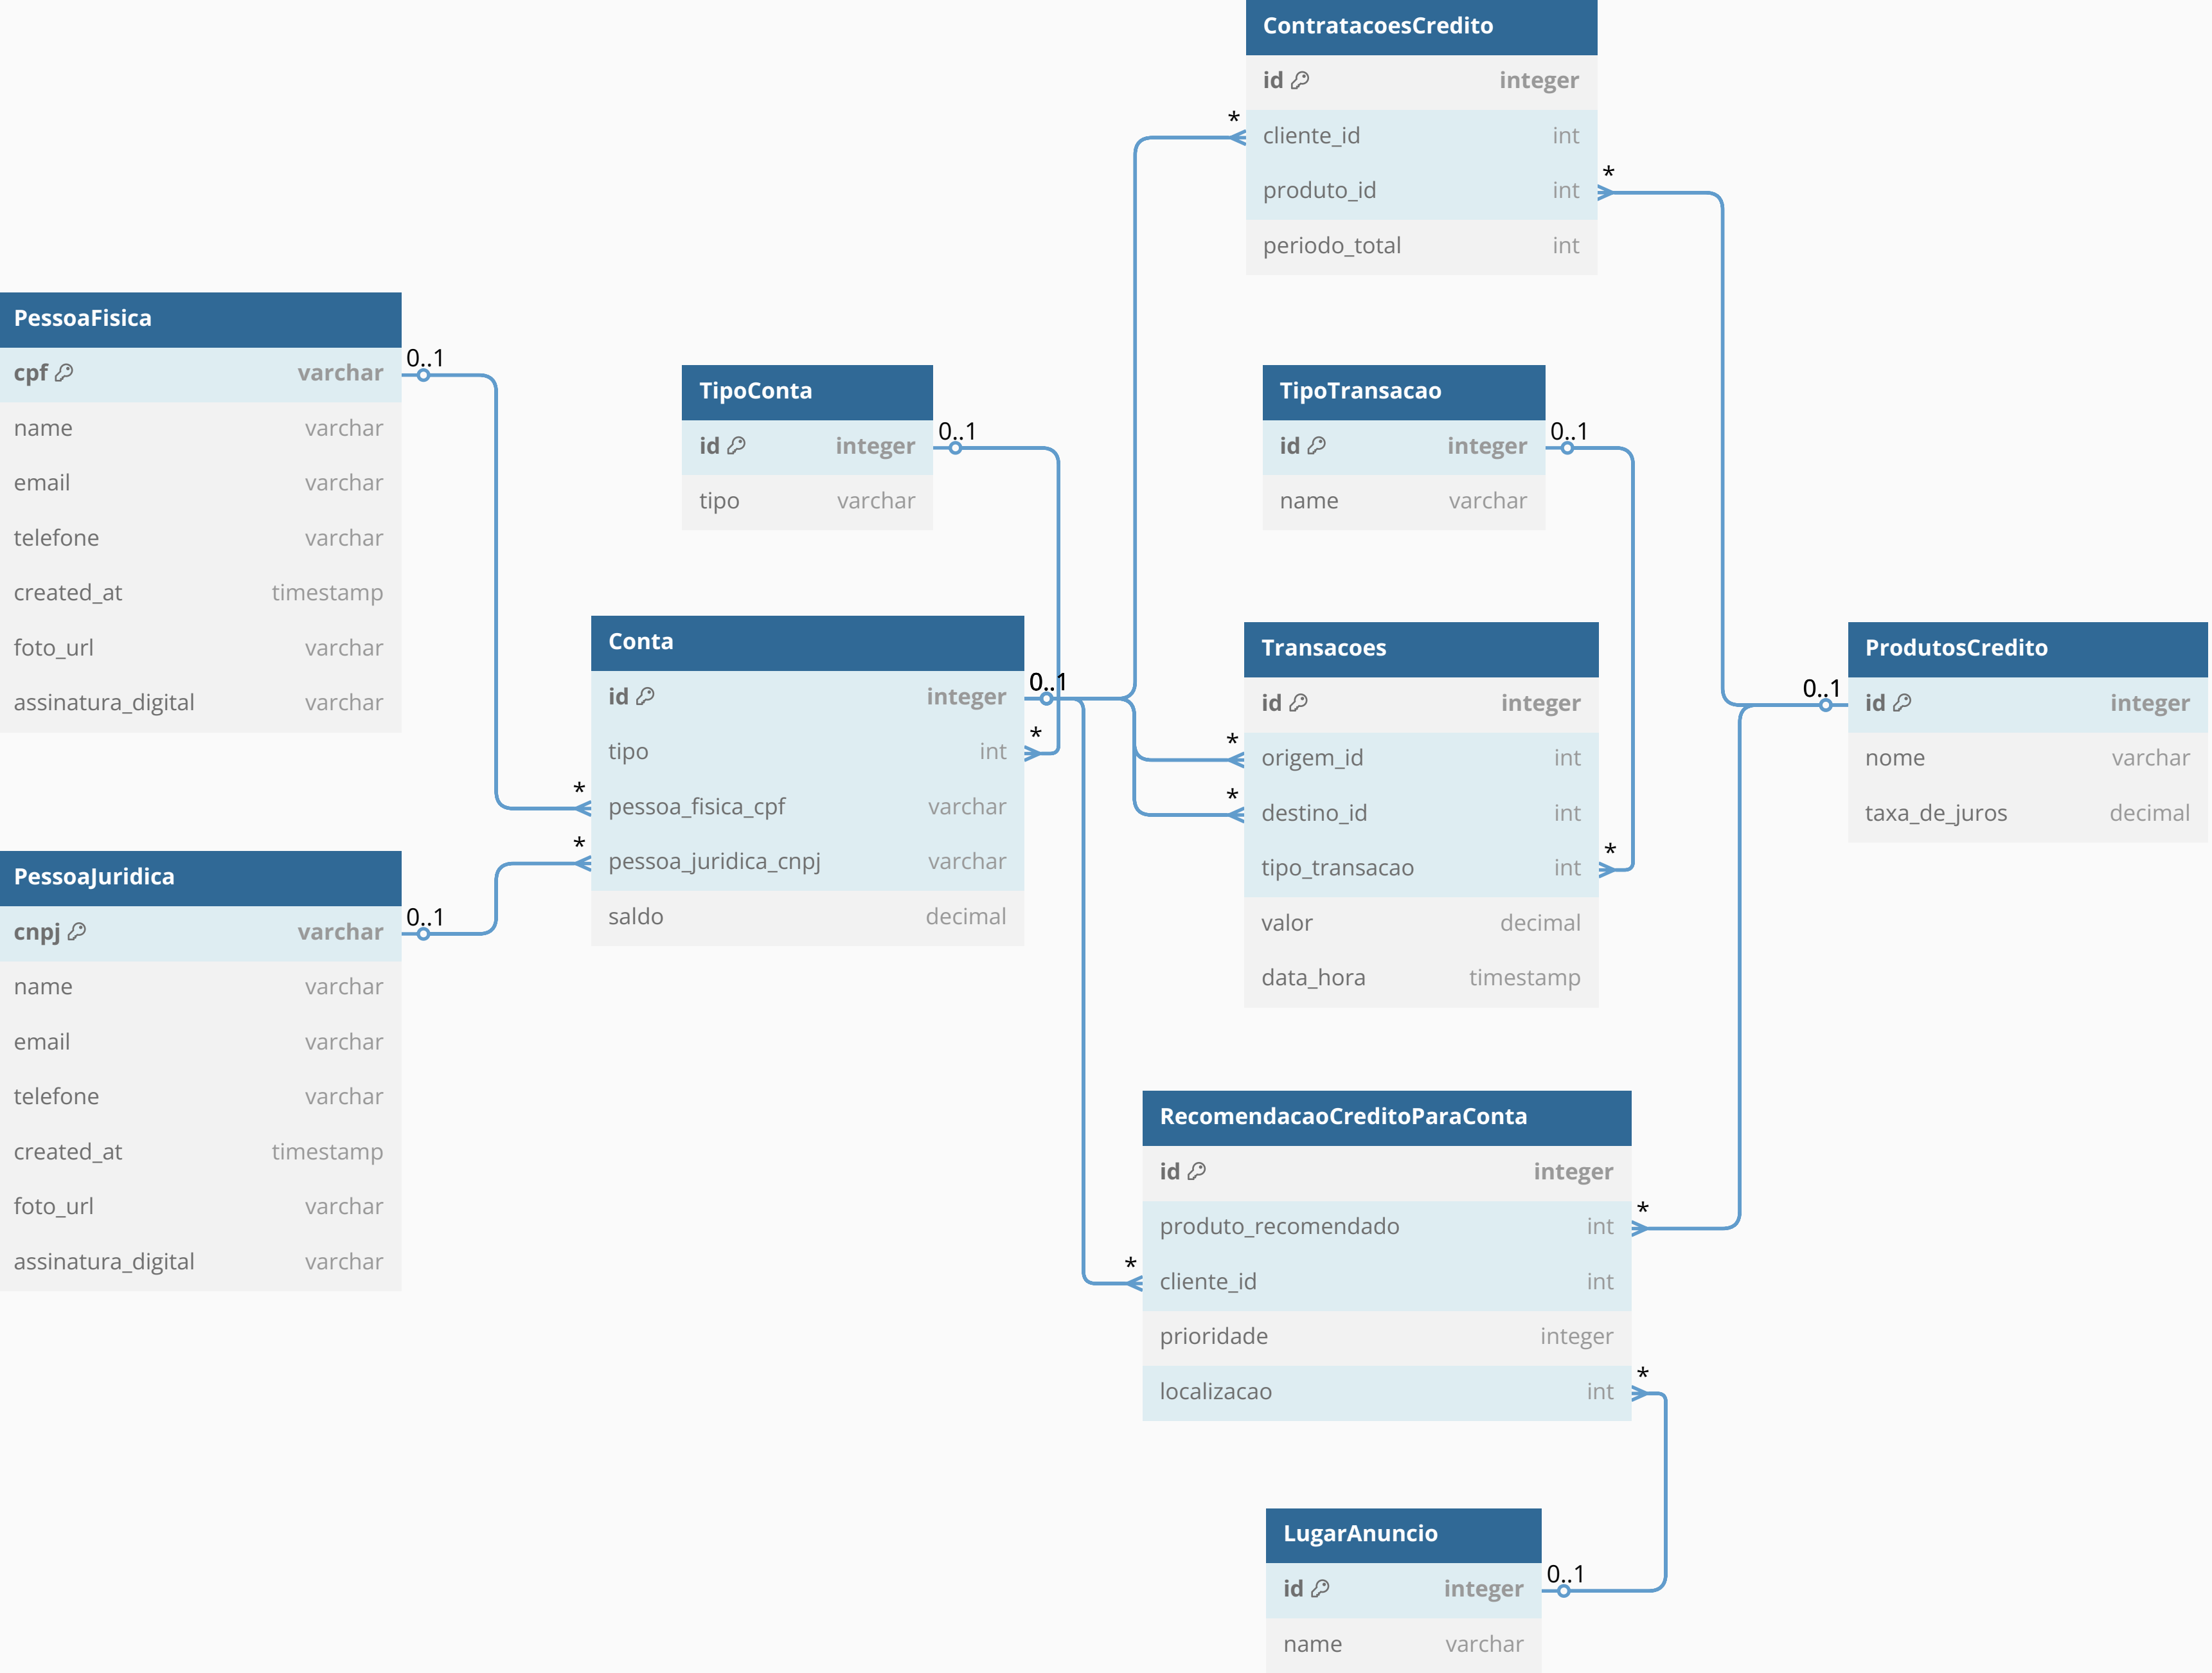 ContratacoesCredito
id integer
* cliente_id int
produto_id int *
periodo_total int
PessoaFisica
cpf varchar 0..1
name varchar
email varchar
telefone varchar
created_at timestamp
foto_url varchar
assinatura_digital varchar
TipoConta
id integer 0..1
tipo varchar
TipoTransacao
id integer 0..1
name varchar
Conta
id integer 0..1
tipo int *
* pessoa_fisica_cpf varchar
* pessoa_juridica_cnpj varchar
saldo decimal
Transacoes
id integer
* origem_id int
* destino_id int
tipo_transacao int *
valor decimal
data_hora timestamp
ProdutosCredito
0..1 id integer
nome varchar
taxa_de_juros decimal
PessoaJuridica
cnpj varchar 0..1
name varchar
email varchar
telefone varchar
created_at timestamp
foto_url varchar
assinatura_digital varchar
RecomendacaoCreditoParaConta
id integer
produto_recomendado int *
* cliente_id int
prioridade integer
localizacao int *
LugarAnuncio
id integer 0..1
name varchar